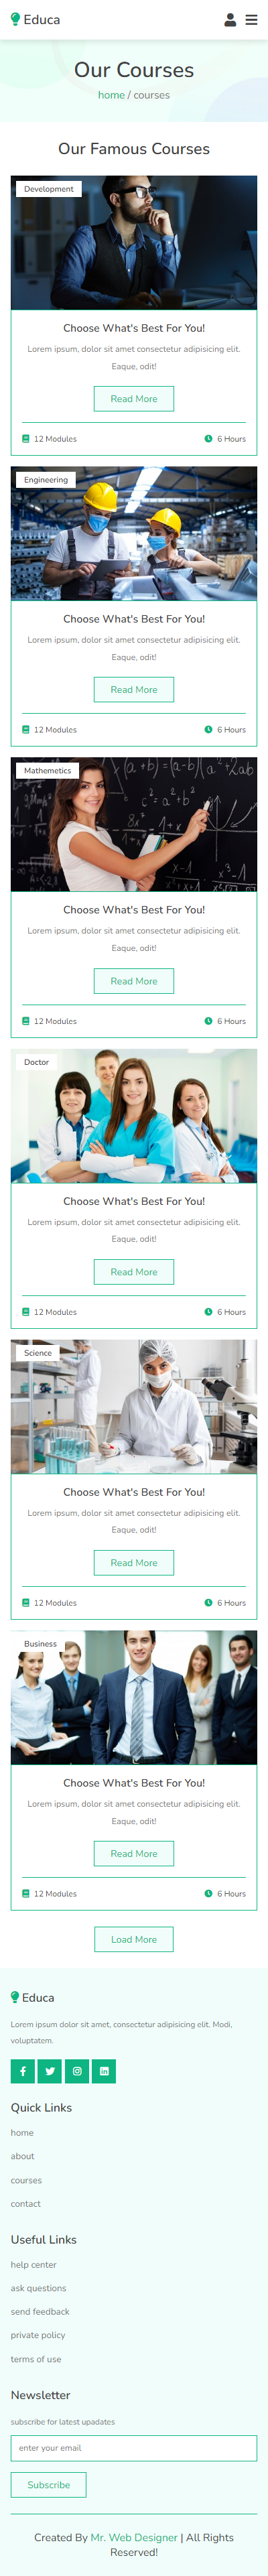 Educa
Our Courses
home / courses
Our Famous Courses
Development
Choose What's Best For You!
Lorem ipsum, dolor sit amet consectetur adipisicing elit.
Eaque, odit!
Read More
12 Modules
6 Hours
Engineering
Choose What's Best For You!
Lorem ipsum, dolor sit amet consectetur adipisicing elit.
Eaque, odit!
Read More
12 Modules
6 Hours
Mathemetics
Choose What's Best For You!
Lorem ipsum, dolor sit amet consectetur adipisicing elit.
Eaque, odit!
Read More
12 Modules
6 Hours
Doctor
Choose What's Best For You!
Lorem ipsum, dolor sit amet consectetur adipisicing elit.
Eaque, odit!
Read More
12 Modules
6 Hours
Science
Choose What's Best For You!
Lorem ipsum, dolor sit amet consectetur adipisicing elit.
Eaque, odit!
Read More
12 Modules
6 Hours
Business
Choose What's Best For You!
Lorem ipsum, dolor sit amet consectetur adipisicing elit.
Eaque, odit!
Read More
12 Modules
6 Hours
Load More
Educa
Lorem ipsum dolor sit amet, consectetur adipisicing elit. Modi,
voluptatem.
Quick Links
home
about
courses
contact
Useful Links
help center
ask questions
send feedback
private policy
terms of use
Newsletter
subscribe for latest upadates
enter your email
Subscribe
Created By Mr. Web Designer | All Rights
Reserved!